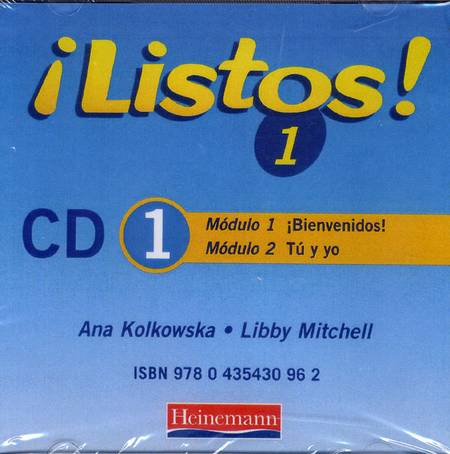 ¡Listos!
1
CD 1
Módulo 1 ¡Bienvenidos!
Módulo 2 Tú y yo
Ana Kolkowska • Libby Mitchell
ISBN 978 0 435430 96 2
Heinemann